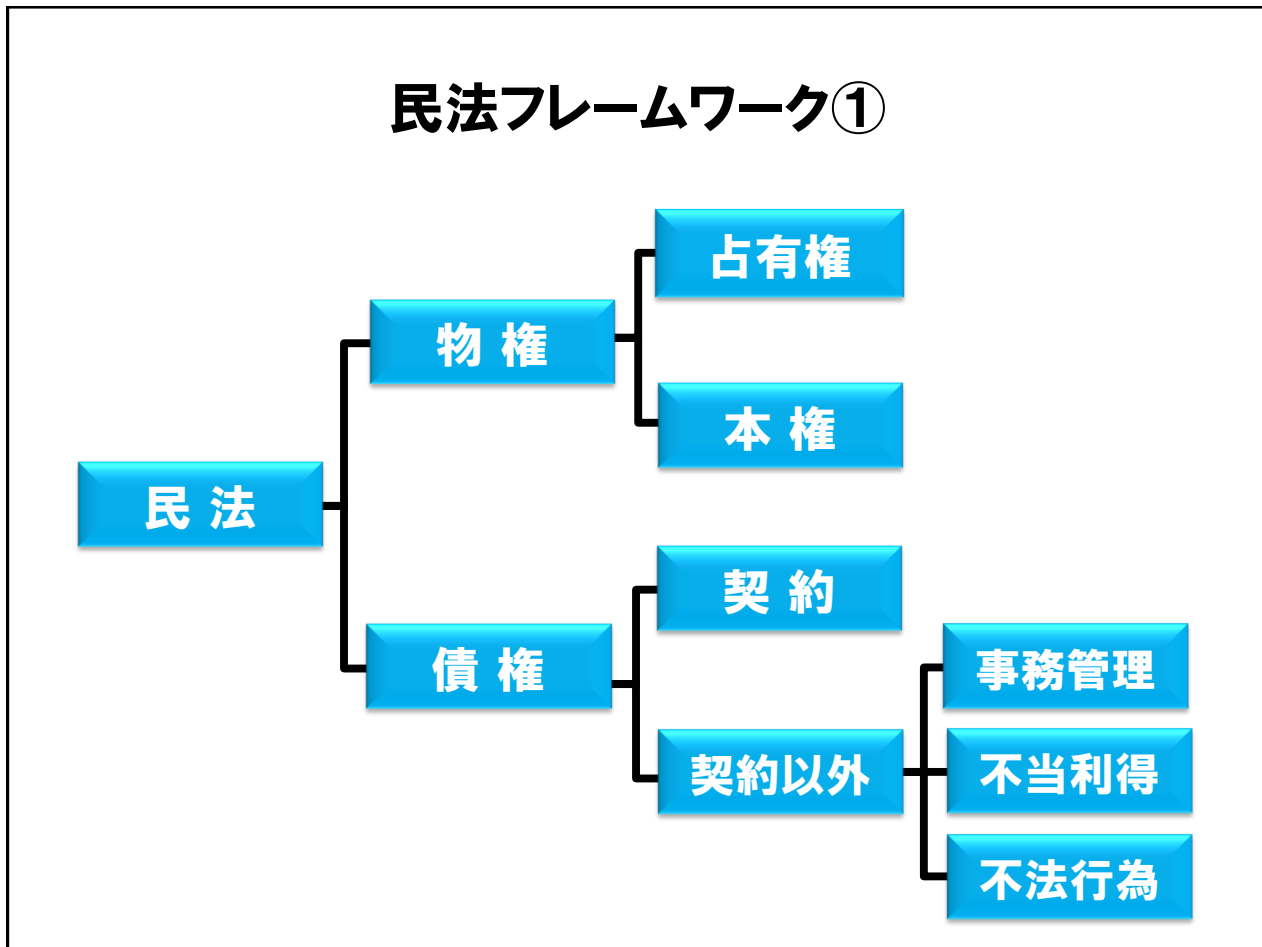 民法フレームワーク①
占有権
物権
本権
民法
契約
債権
事務管理
契約以外
不当利得
不法行為